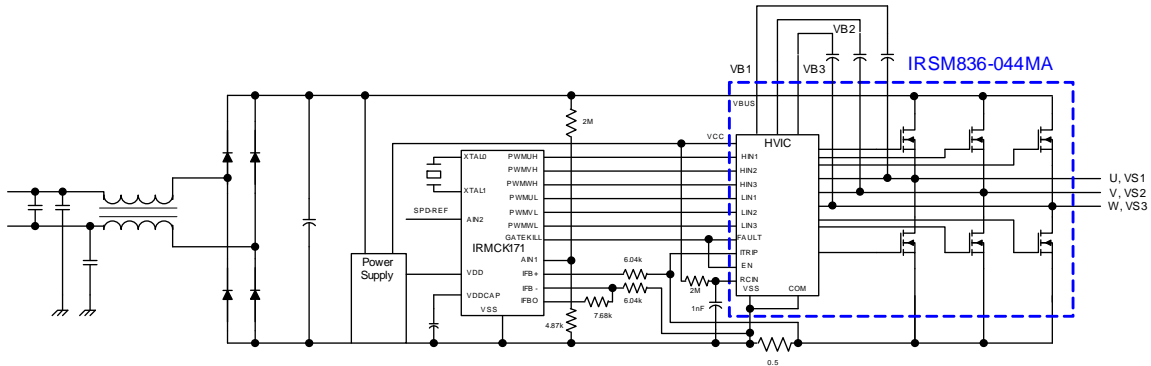 VB2
VB1
VB3
IRSM836-044MA
VBUS
2M
VCC
HVIC
XTAL0
XTAL1
SPD-REF
AIN2
IRMCK171
VDD
VDDCAP
VSS
PWMUH
PWMVH
PWMWH
PWMUL
PWMVL
PWMWL
GATEKILL
AIN1
IFB+
IFB -
IFBO
HIN1
HIN2
HIN3
LIN1
LIN2
LIN3
FAULT
ITRIP
EN
RCIN
VSS
COM
U, VS1
V, VS2
W, VS3
Power
Supply
6.04k
6.04k
7.68k
4.87k
2M
1nF
0.5